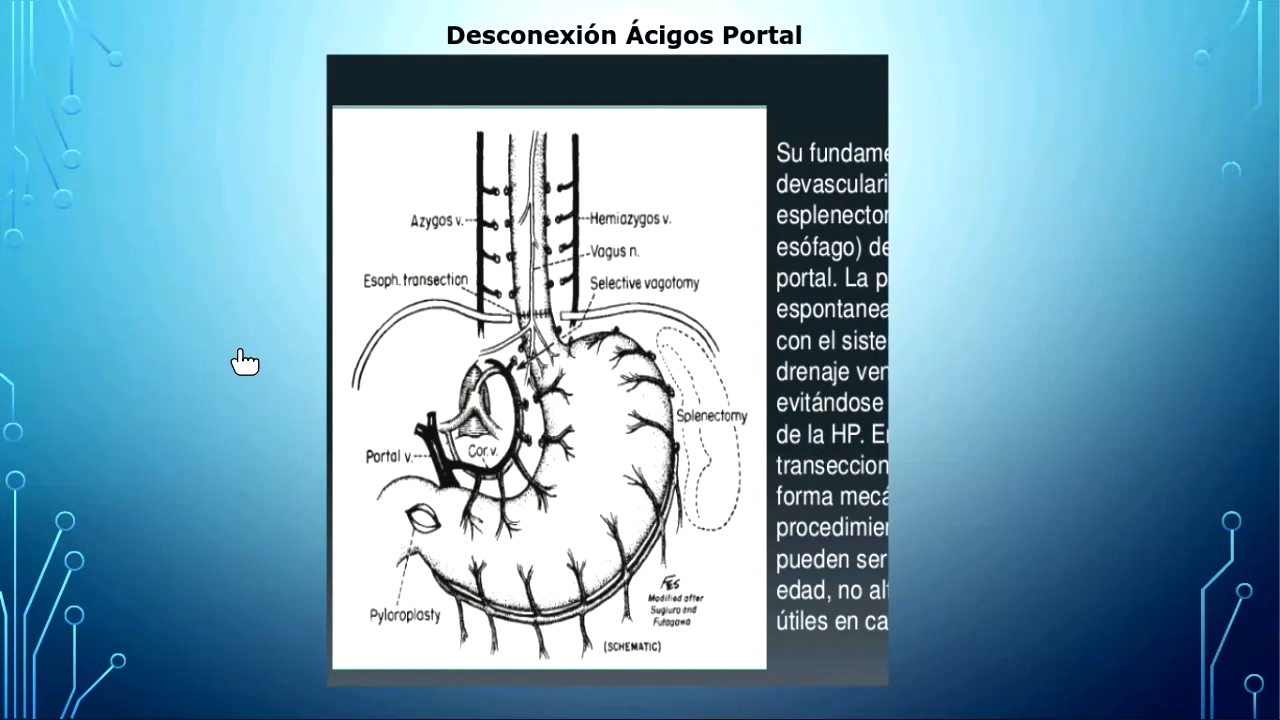 Desconexión Ácigos Portal
Azygos v.
Hemiazygos v.
Vagus n.
Esoph. transection
Selective vagotomy
Splenectomy
Portal v.
Cor. v.
Pyloroplasty
FES
Modified after
Sugiura and
Futagawa
(SCHEMATIC)
Su fundame
devasculari
esplenector
esófago) de
portal. La p
espontanea
con el siste
drenaje ven
evitándose
de la HP. E
transeccion
forma mecá
procedimien
pueden ser
edad, no al
útiles en ca